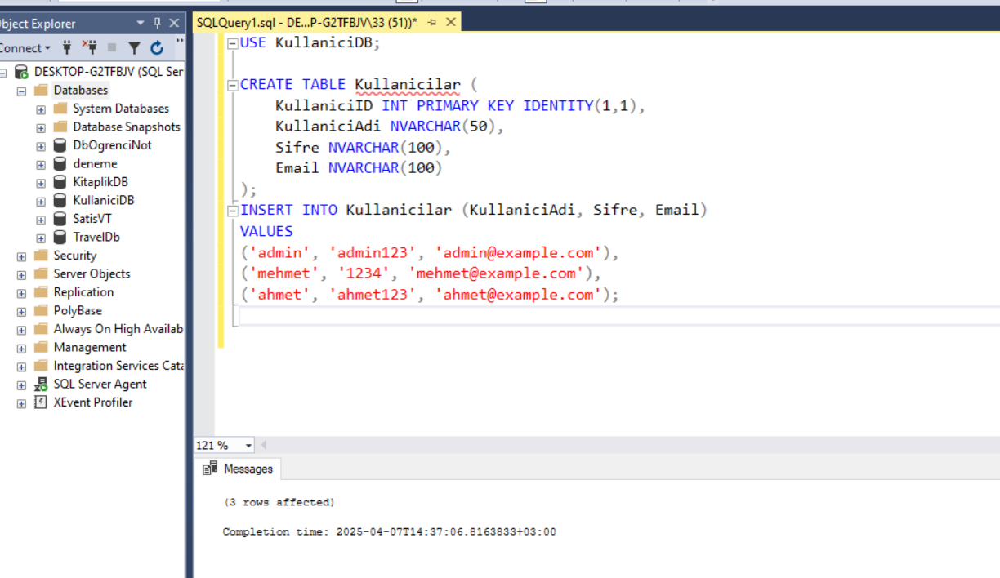 Object Explorer
Connect
DESKTOP-G2TFBJV (SQL Ser
Databases
System Databases
Database Snapshots
DbOgrenciNot
deneme
KitaplikDB
KullaniciDB
SatisVT
TravelDb
Security
Server Objects
Replication
PolyBase
Always On High Availab
Management
Integration Services Cata
SQL Server Agent
XEvent Profiler
SQLQuery1.sql - DE...P-G2TFBJV\33 (51))*
USE KullaniciDB;
CREATE TABLE Kullanicilar (
KullaniciID INT PRIMARY KEY IDENTITY(1,1),
KullaniciAdi NVARCHAR(50),
Sifre NVARCHAR(100),
Email NVARCHAR(100)
);
INSERT INTO Kullanicilar (KullaniciAdi, Sifre, Email)
VALUES
('admin', 'admin123', 'admin@example.com'),
('mehmet', '1234', 'mehmet@example.com'),
('ahmet', 'ahmet123', 'ahmet@example.com');
121 %
Messages
(3 rows affected)
Completion time: 2025-04-07T14:37:06.8163833+03:00